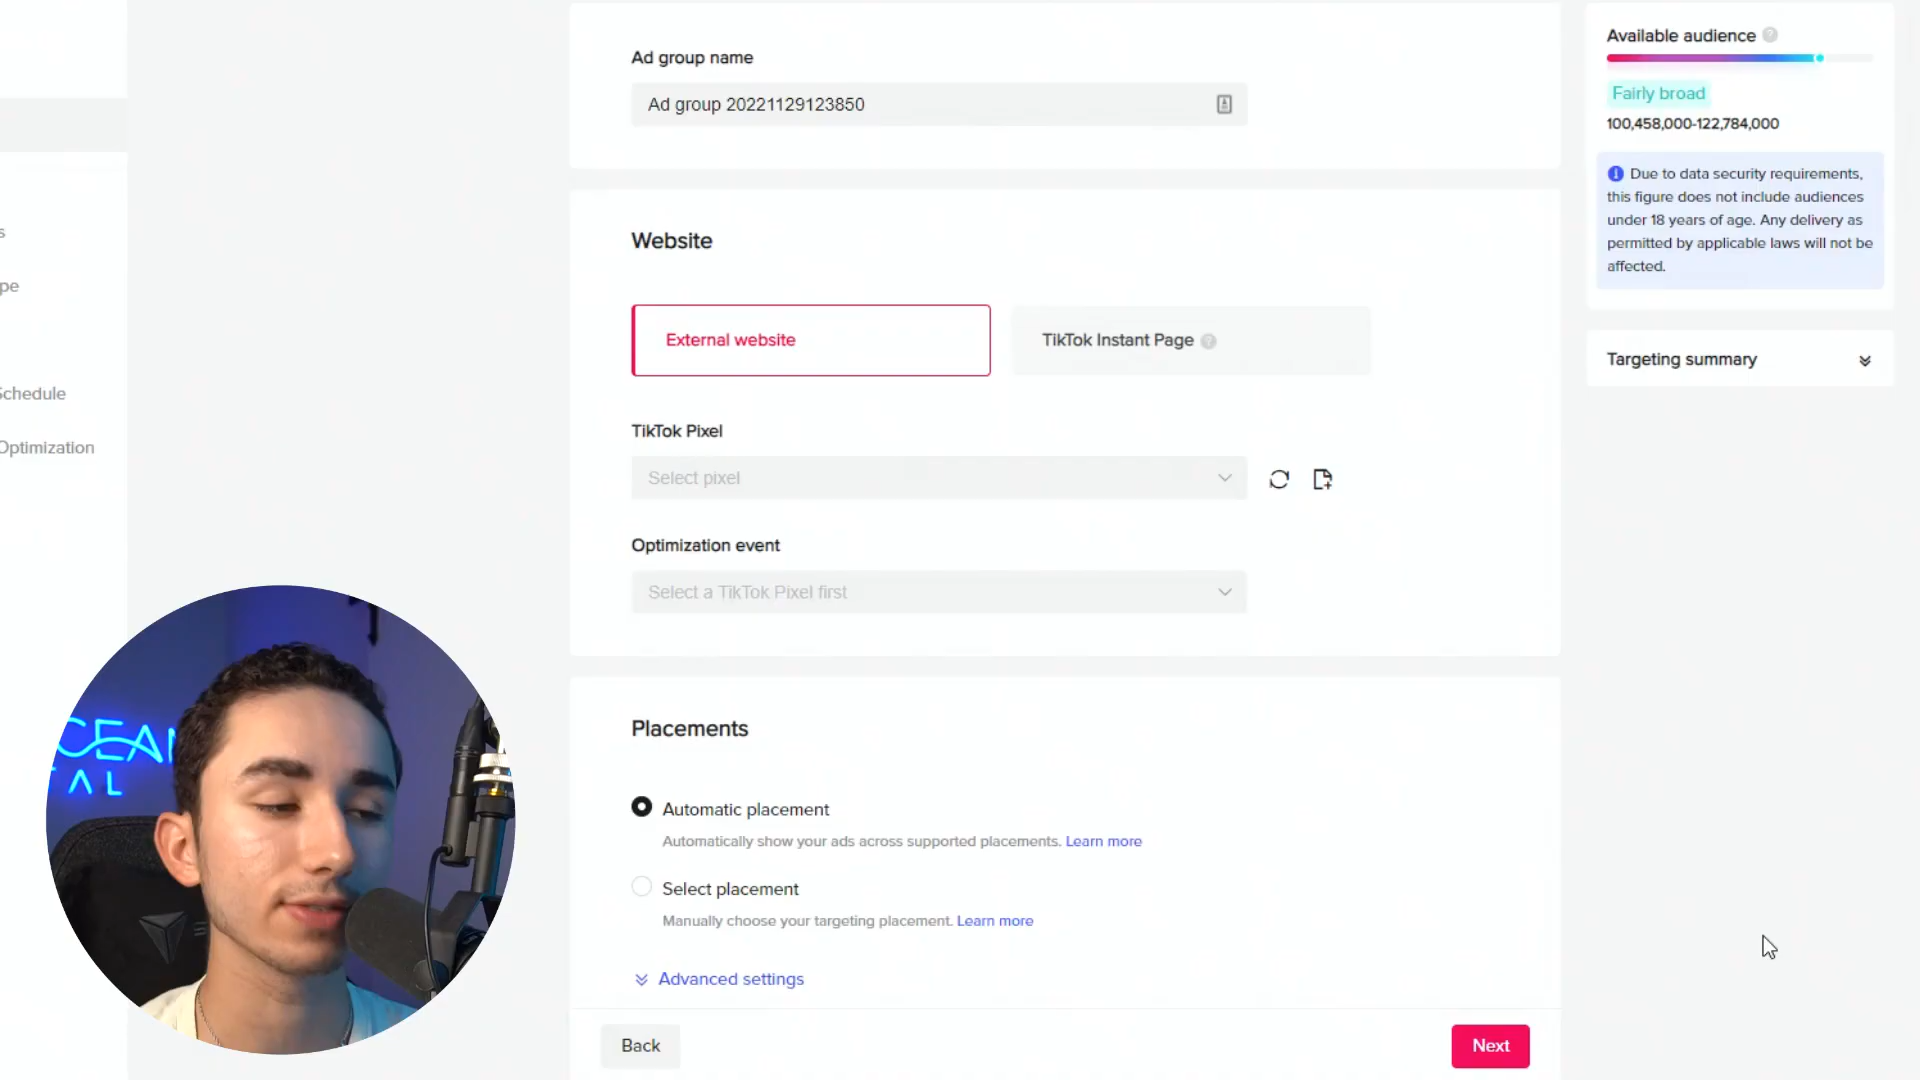 Ad group name
Ad group 20221129123850
Website
External website
TikTok Instant Page
TikTok Pixel
Select pixel
Optimization event
Select a TikTok Pixel first
Placements
Automatic placement
Automatically show your ads across supported placements. Learn more
Select placement
Manually choose your targeting placement. Learn more
Advanced settings
Back
Next
Available audience
Fairly broad
100,458,000-122,784,000
Due to data security requirements,
this figure does not include audiences
under 18 years of age. Any delivery as
permitted by applicable laws will not be
affected.
Targeting summary
s
pe
Schedule
Optimization
CEAN
TAL